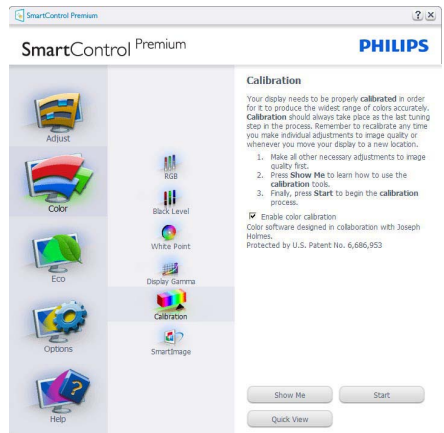 SmartControl Premium
SmartControl Premium
PHILIPS
Adjust
Color
Eco
Options
Help
RGB
Black Level
White Point
Display Gamma
Calibration
SmartImage
Calibration
Your display needs to be properly calibrated in order
for it to produce the widest range of colors accurately.
Calibration should always take place as the last tuning
step in the process. Remember to recalibrate any time
you make individual adjustments to image quality or
whenever you move your display to a new location.
1. Make all other necessary adjustments to image
quality first.
2. Press Show Me to learn how to use the
calibration tools.
3. Finally, press Start to begin the calibration
process.
Enable color calibration
Color software designed in collaboration with Joseph
Holmes.
Protected by U.S. Patent No. 6,686,953
Show Me
Start
Quick View